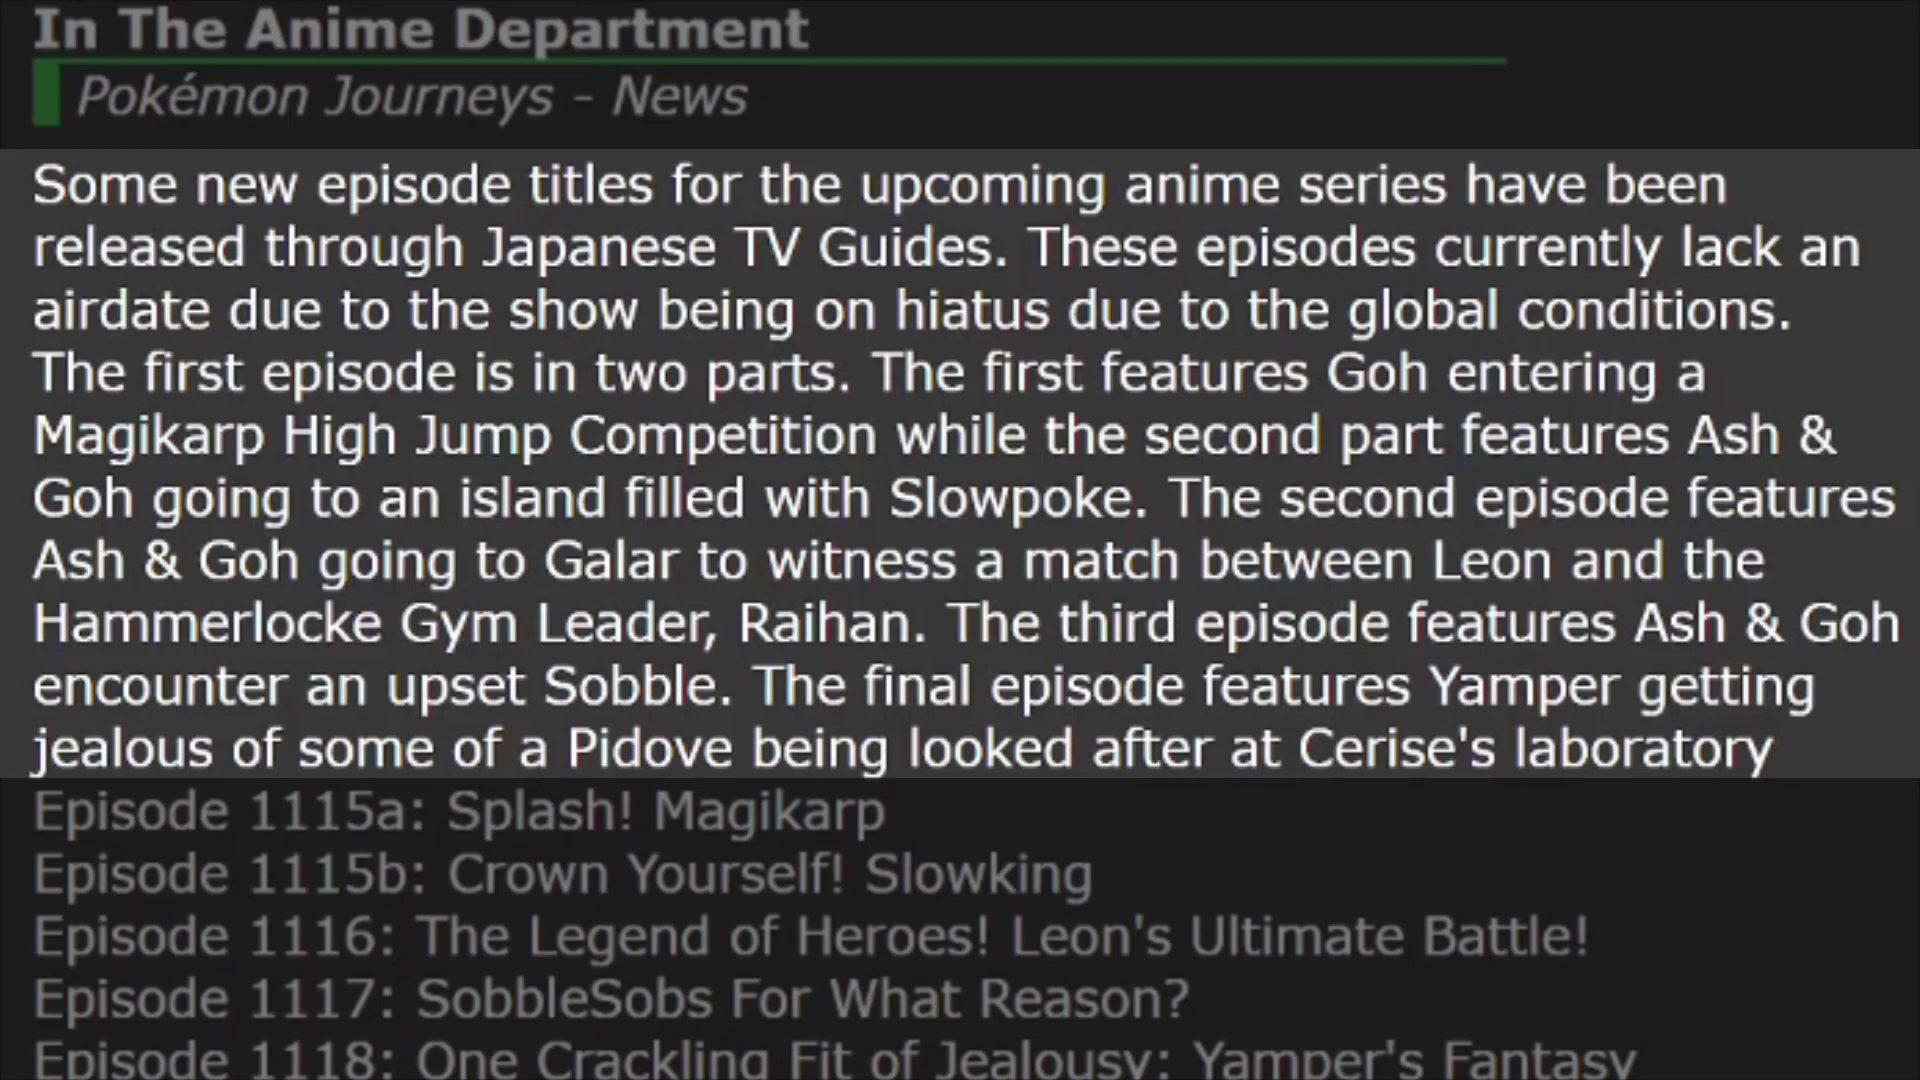 In The Anime Department
Pokémon Journeys - News
Some new episode titles for the upcoming anime series have been
released through Japanese TV Guides. These episodes currently lack an
airdate due to the show being on hiatus due to the global conditions.
The first episode is in two parts. The first features Goh entering a
Magikarp High Jump Competition while the second part features Ash &
Goh going to an island filled with Slowpoke. The second episode features
Ash & Goh going to Galar to witness a match between Leon and the
Hammerlocke Gym Leader, Raihan. The third episode features Ash & Goh
encounter an upset Sobble. The final episode features Yamper getting
jealous of some of a Pidove being looked after at Cerise's laboratory
Episode 1115a: Splash! Magikarp
Episode 1115b: Crown Yourself! Slowking
Episode 1116: The Legend of Heroes! Leon's Ultimate Battle!
Episode 1117: SobbleSobs For What Reason?
Episode 1118: One Crackling Fit of Jealousy: Yamper's Fantasy